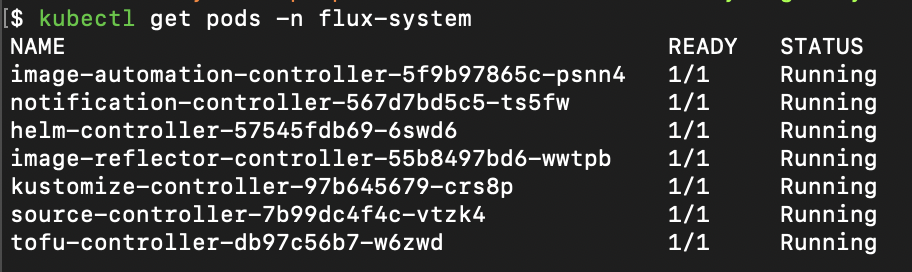 [$ kubectl get pods -n flux-system
NAME READY STATUS
image-automation-controller-5f9b97865c-psnn4 1/1 Running
notification-controller-567d7bd5c5-ts5fw 1/1 Running
helm-controller-57545fdb69-6swd6 1/1 Running
image-reflector-controller-55b8497bd6-wwtpb 1/1 Running
kustomize-controller-97b645679-crs8p 1/1 Running
source-controller-7b99dc4f4c-vtzk4 1/1 Running
tofu-controller-db97c56b7-w6zwd 1/1 Running